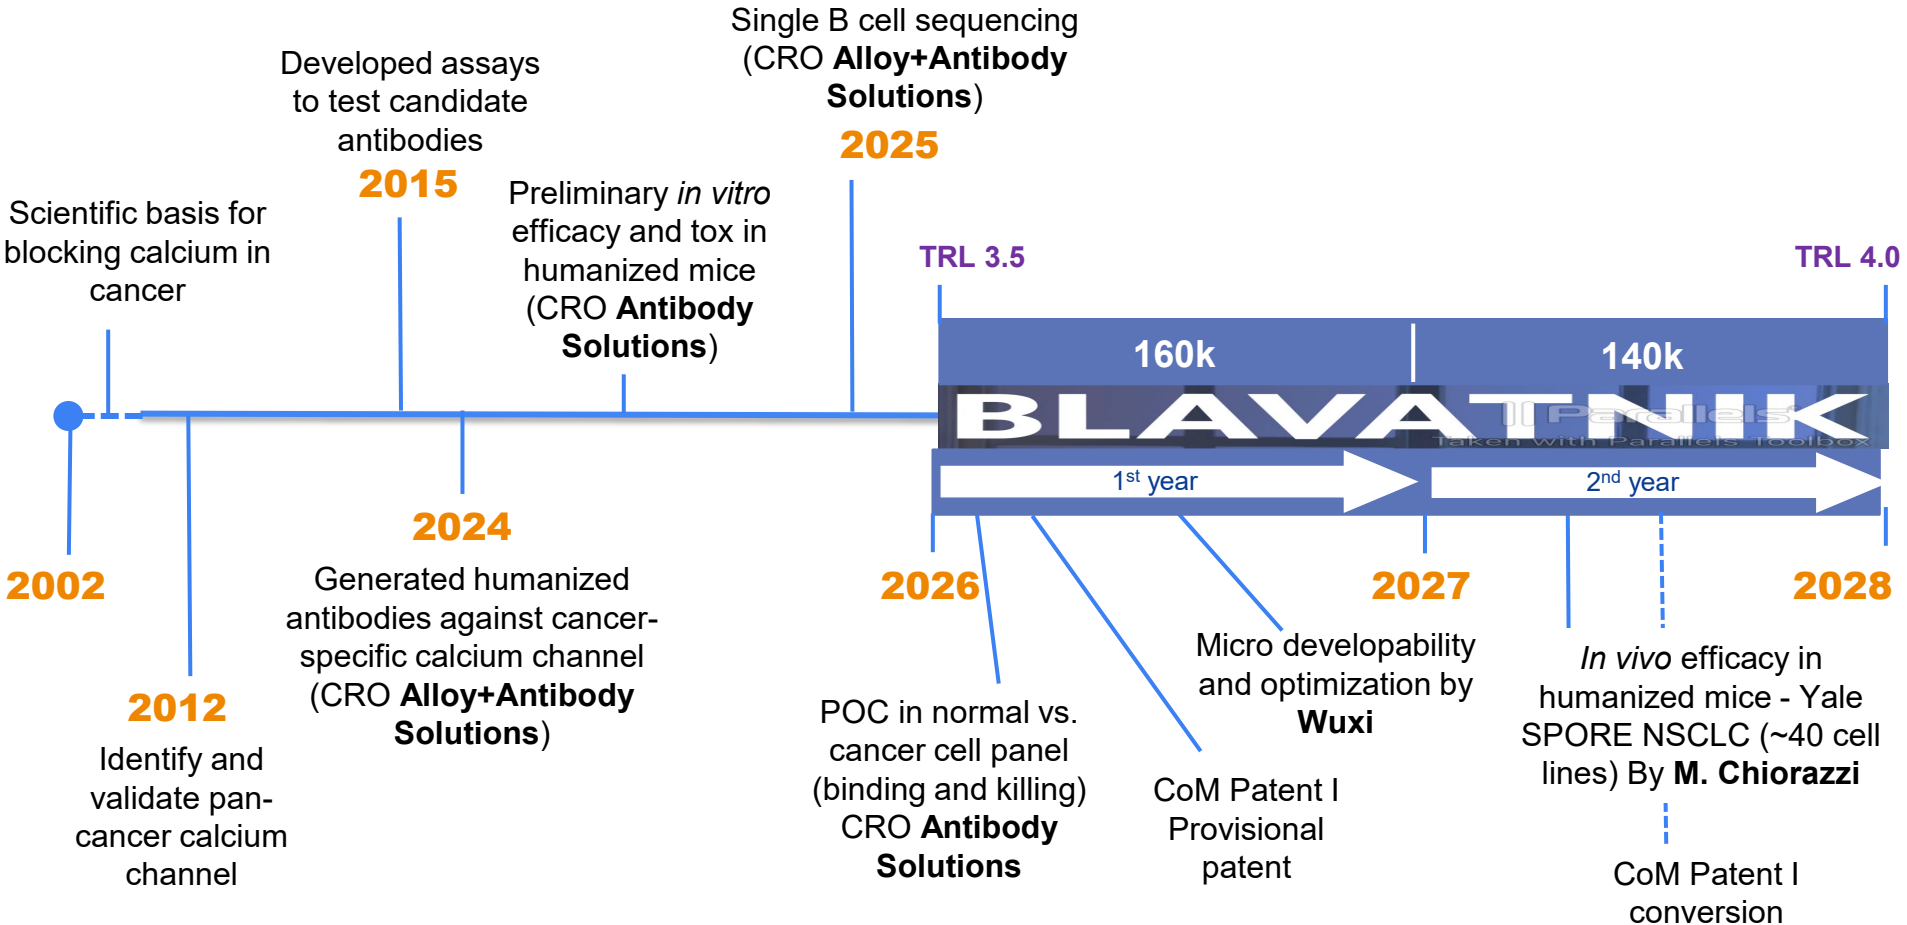 Single B cell sequencing
(CRO Alloy+Antibody
Solutions)
2025
Developed assays
to test candidate
antibodies
2015
Preliminary in vitro
efficacy and tox in
humanized mice
(CRO Antibody
Solutions)
Scientific basis for
blocking calcium in
cancer
TRL 3.5
TRL 4.0
160k
140k
BLAVATNIK
|| Parallels
Taken with Parallels Toolbox
1st year
2nd year
2002
2012
Identify and
validate pan-
cancer calcium
channel
2024
Generated humanized
antibodies against cancer-
specific calcium channel
(CRO Alloy+Antibody
Solutions)
2026
2027
2028
POC in normal vs.
cancer cell panel
(binding and killing)
CRO Antibody
Solutions
CoM Patent I
Provisional
patent
Micro developability
and optimization by
Wuxi
In vivo efficacy in
humanized mice - Yale
SPORE NSCLC (~40 cell
lines) By M. Chiorazzi
CoM Patent I
conversion